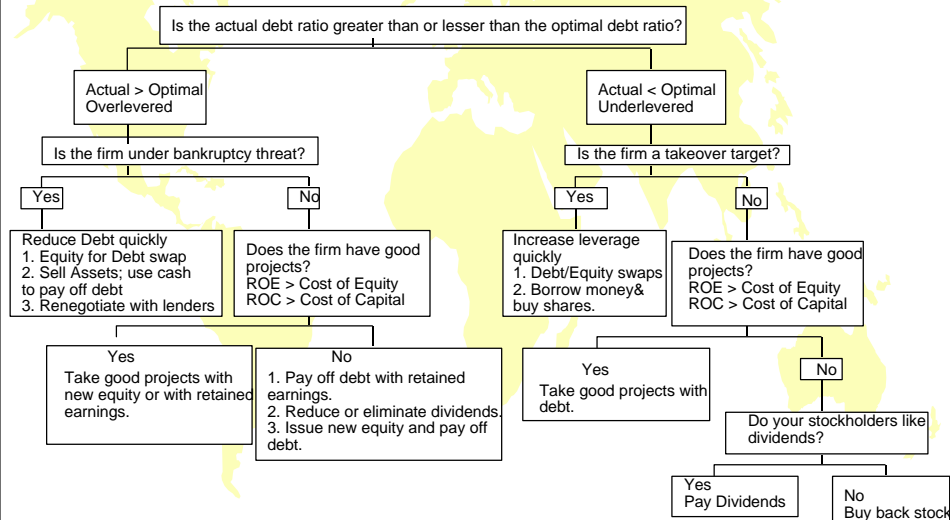 Is the actual debt ratio greater than or lesser than the optimal debt ratio?
Actual > Optimal
Overlevered
Actual < Optimal
Underlevered
Is the firm under bankruptcy threat?
Is the firm a takeover target?
Yes
No
Yes
No
Reduce Debt quickly
1. Equity for Debt swap
2. Sell Assets; use cash
to pay off debt
3. Renegotiate with lenders
Does the firm have good
projects?
ROE > Cost of Equity
ROC > Cost of Capital
Increase leverage
quickly
1. Debt/Equity swaps
2. Borrow money&
buy shares.
Does the firm have good
projects?
ROE > Cost of Equity
ROC > Cost of Capital
Yes
Take good projects with
new equity or with retained
earnings.
No
1. Pay off debt with retained
earnings.
2. Reduce or eliminate dividends.
3. Issue new equity and pay off
debt.
Yes
Take good projects with
debt.
No
Do your stockholders like
dividends?
Yes
Pay Dividends
No
Buy back stock